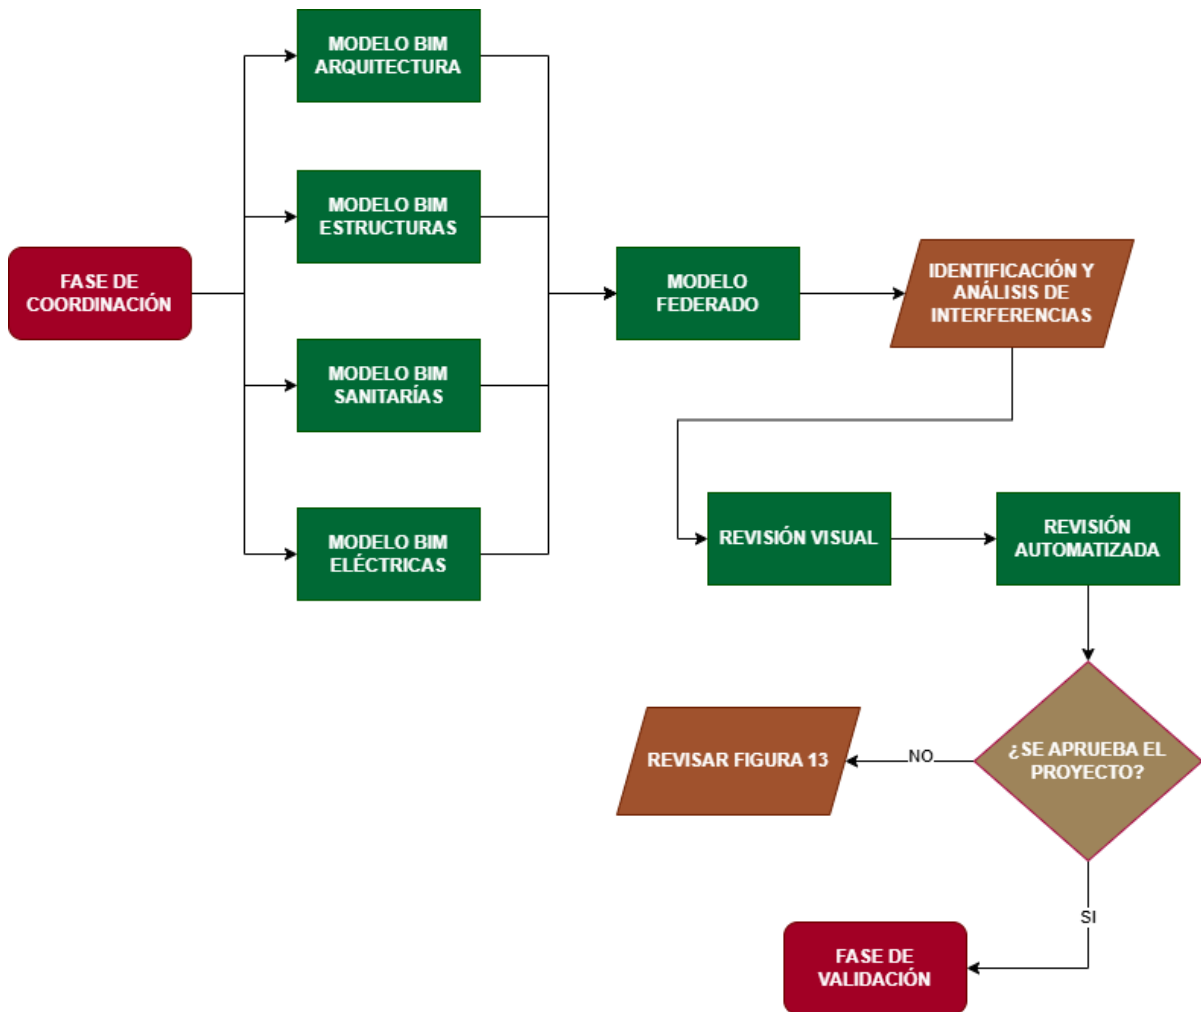 MODELO BIM
ARQUITECTURA
MODELO BIM
ESTRUCTURAS
FASE DE
COORDINACIÓN
MODELO
FEDERADO
IDENTIFICACIÓN Y
ANÁLISIS DE
INTERFERENCIAS
MODELO BIM
SANITARÍAS
MODELO BIM
ELÉCTRICAS
REVISIÓN VISUAL
REVISIÓN
AUTOMATIZADA
¿SE APRUEBA EL
PROYECTO?
NO
REVISAR FIGURA 13
SI
FASE DE
VALIDACIÓN